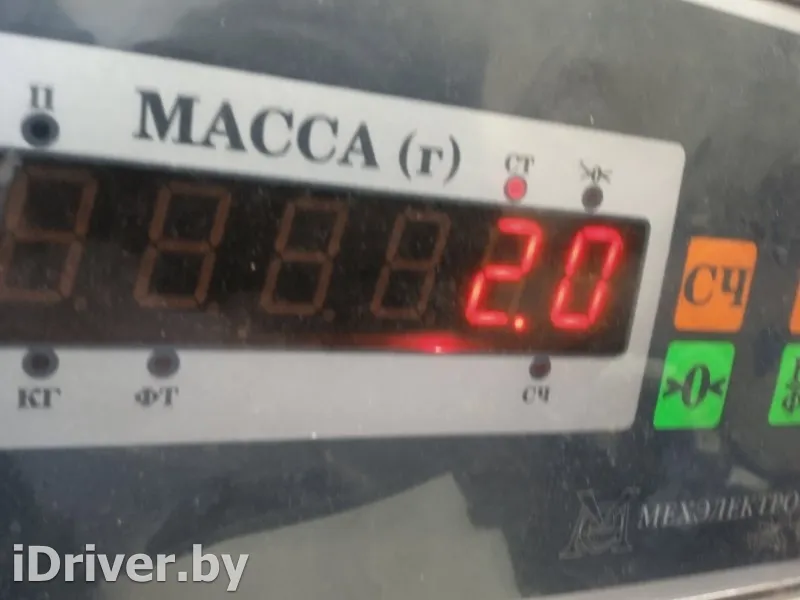 П
МАССА (г)
СТ
>0<
2.0
СЧ
КГ
ФТ
СЧ
>0<
МЕХЭЛЕКТРО
iDriver.by